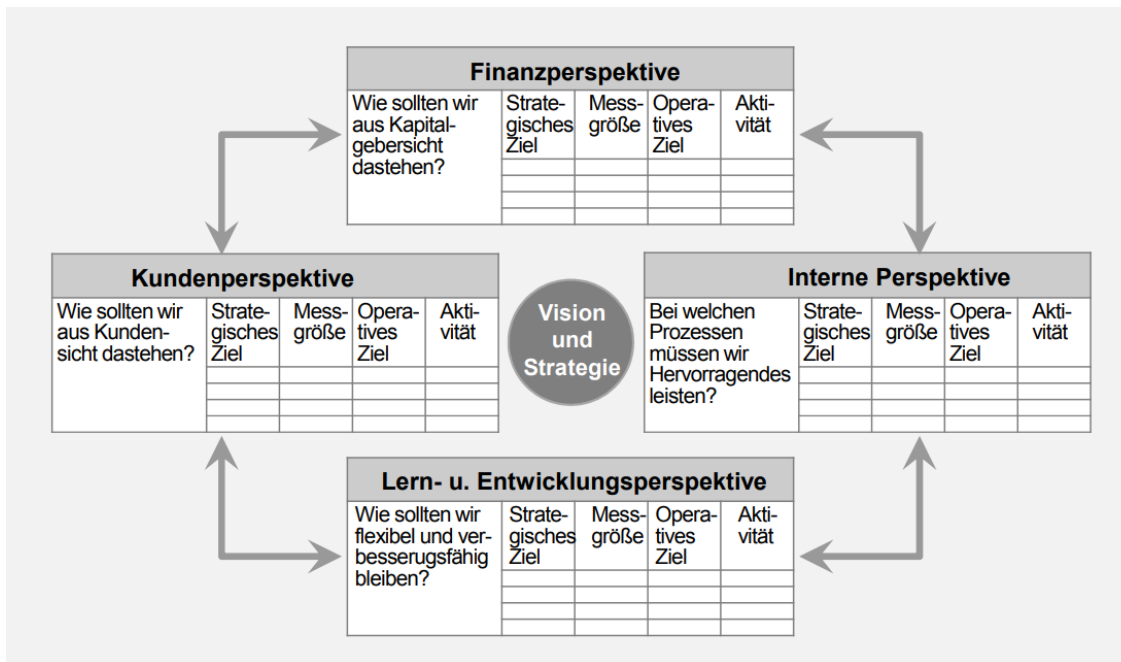 Finanzperspektive
Wie sollten wir
aus Kapital-
gebersicht
dastehen?
Strate-
gisches
Ziel
Mess-
größe
Opera-
tives
Ziel
Akti-
vität
Kundenperspektive
Wie sollten wir
aus Kunden-
sicht dastehen?
Strate-
gisches
Ziel
Mess-
größe
Opera-
tives
Ziel
Akti-
vität
Vision
und
Strategie
Interne Perspektive
Bei welchen
Prozessen
müssen wir
Hervorragendes
leisten?
Strate-
gisches
Ziel
Mess-
größe
Opera-
tives
Ziel
Akti-
vität
Lern- u. Entwicklungsperspektive
Wie sollten wir
flexibel und ver-
besserugsfähig
bleiben?
Strate-
gisches
Ziel
Mess-
größe
Opera-
tives
Ziel
Akti-
vität